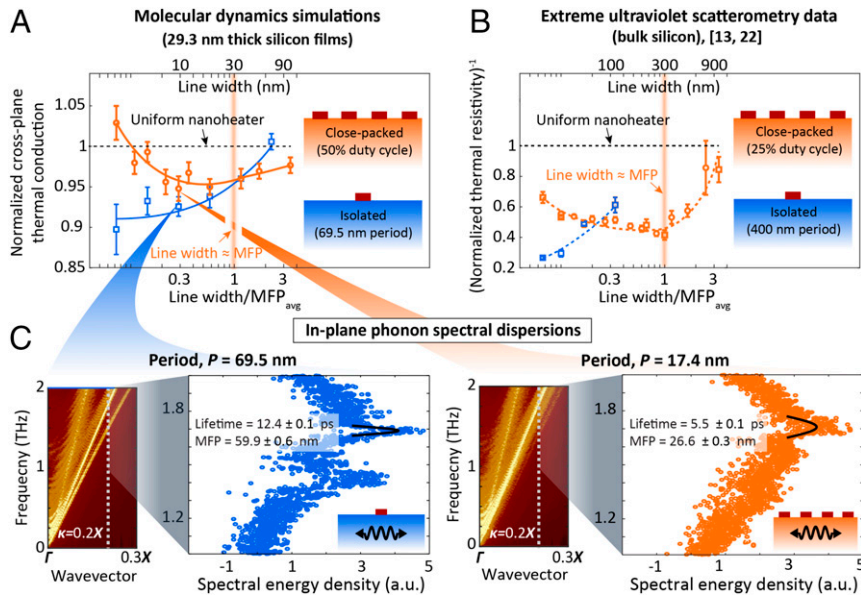 A
Molecular dynamics simulations
(29.3 nm thick silicon films)
10 30 90
Line width (nm)
Normalized cross-plane
thermal conduction
1.05
1
0.95
0.9
0.85
Uniform nanoheater
Line width ≈ MFP
0.3 1 3
Line width/MFPavg
Close-packed
(50% duty cycle)
Isolated
(69.5 nm period)
B
Extreme ultraviolet scatterometry data
(bulk silicon), [13, 22]
100 300 900
Line width (nm)
(Normalized thermal resistivity)-1
1
0.8
0.6
0.4
0.2
Uniform nanoheater
Line width ≈ MFP
0.3 1 3
Line width/MFPavg
Close-packed
(25% duty cycle)
Isolated
(400 nm period)
In-plane phonon spectral dispersions
C
Period, P = 69.5 nm
Frequecny (THz)
2
1
0
κ=0.2X
Γ 0.3X
Wavevector
1.8
1.2
Lifetime = 12.4 ± 0.1 ps
MFP = 59.9 ± 0.6 nm
-1 1 3 5
Spectral energy density (a.u.)
Period, P = 17.4 nm
Frequecny (THz)
2
1
0
κ=0.2X
Γ 0.3X
Wavevector
1.8
1.2
Lifetime = 5.5 ± 0.1 ps
MFP = 26.6 ± 0.3 nm
-1 1 3 5
Spectral energy density (a.u.)